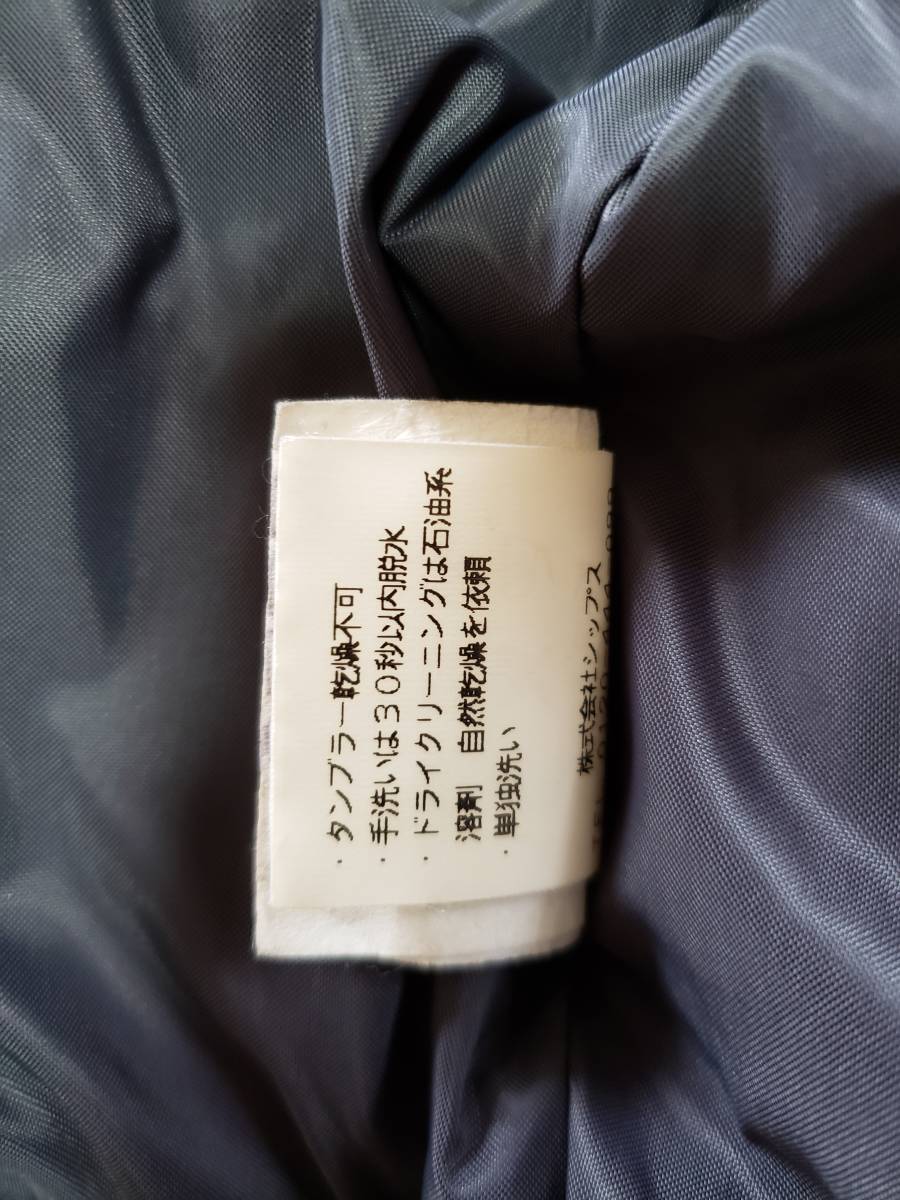 ・タンブラー乾燥不可
・手洗いは30秒以内脱水
・ドライクリーニングは石油系
溶剤 自然乾燥を依頼
・単独洗い
株式会社シップス